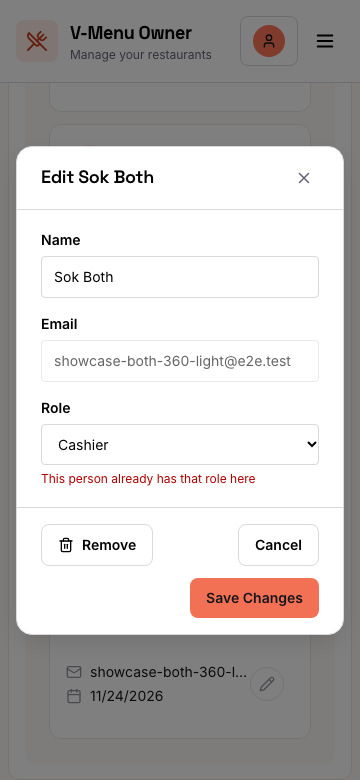 V-Menu Owner
Manage your restaurants
Edit Sok Both
Name
Sok Both
Email
showcase-both-360-light@e2e.test
Role
Cashier
This person already has that role here
Remove
Cancel
Save Changes
showcase-both-360-l...
11/24/2026